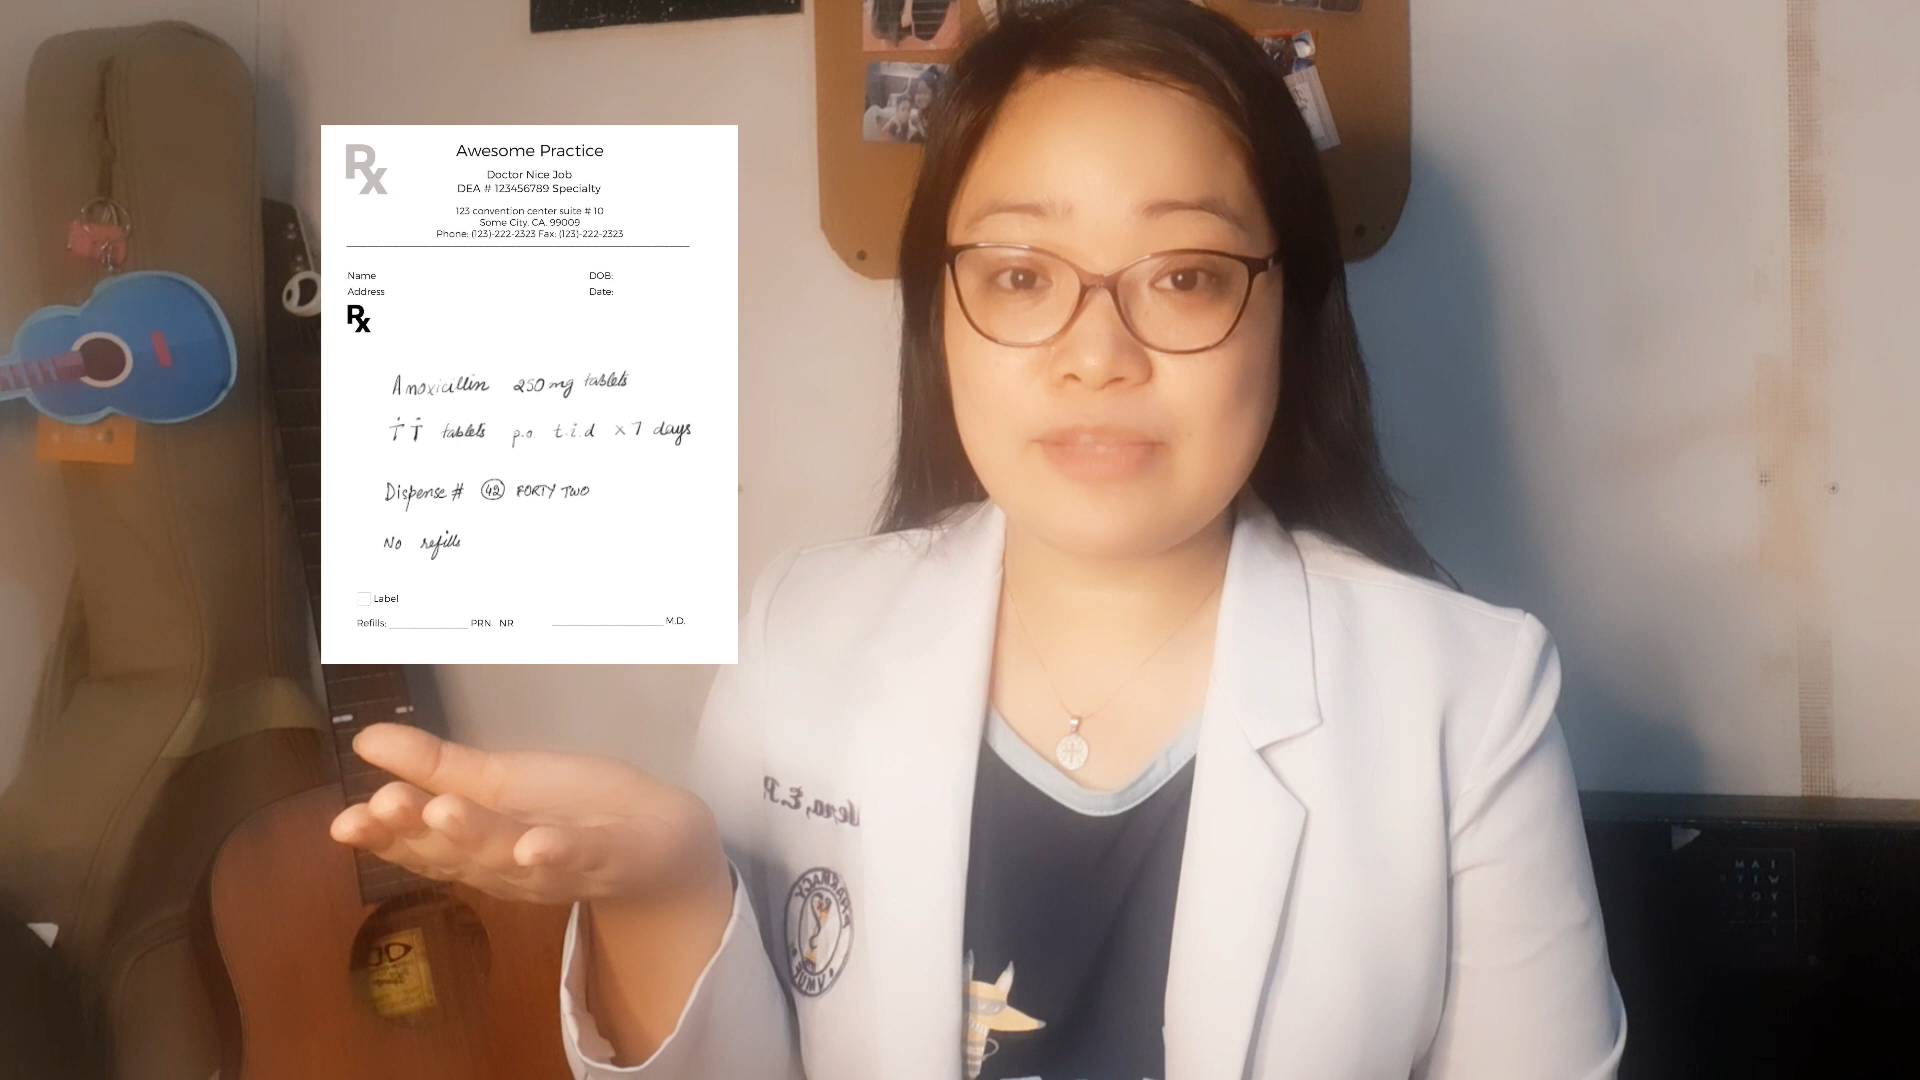 Rx
Awesome Practice
Doctor Nice Job
DEA # 123456789 Specialty
123 convention center suite # 10
Some City, CA, 99009
Phone: (123)-222-2323 Fax: (123)-222-2323
Name DOB:
Address Date:
Rx
Amoxicillin 250 mg tablets
ii tablets p.o. t.i.d x 7 days
Dispense # 42 FORTY TWO
No refills
Label
Refills: PRN NR M.D.
E.P.
PHARMACY